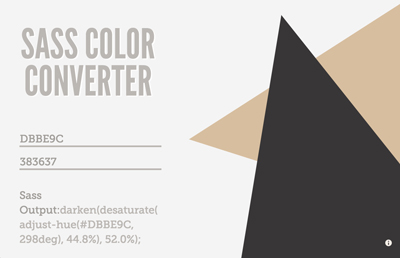 SASS COLOR
CONVERTER
DBBE9C
383637
Sass
Output:darken(desaturate(
adjust-hue(#DBBE9C,
298deg), 44.8%), 52.0%);
i